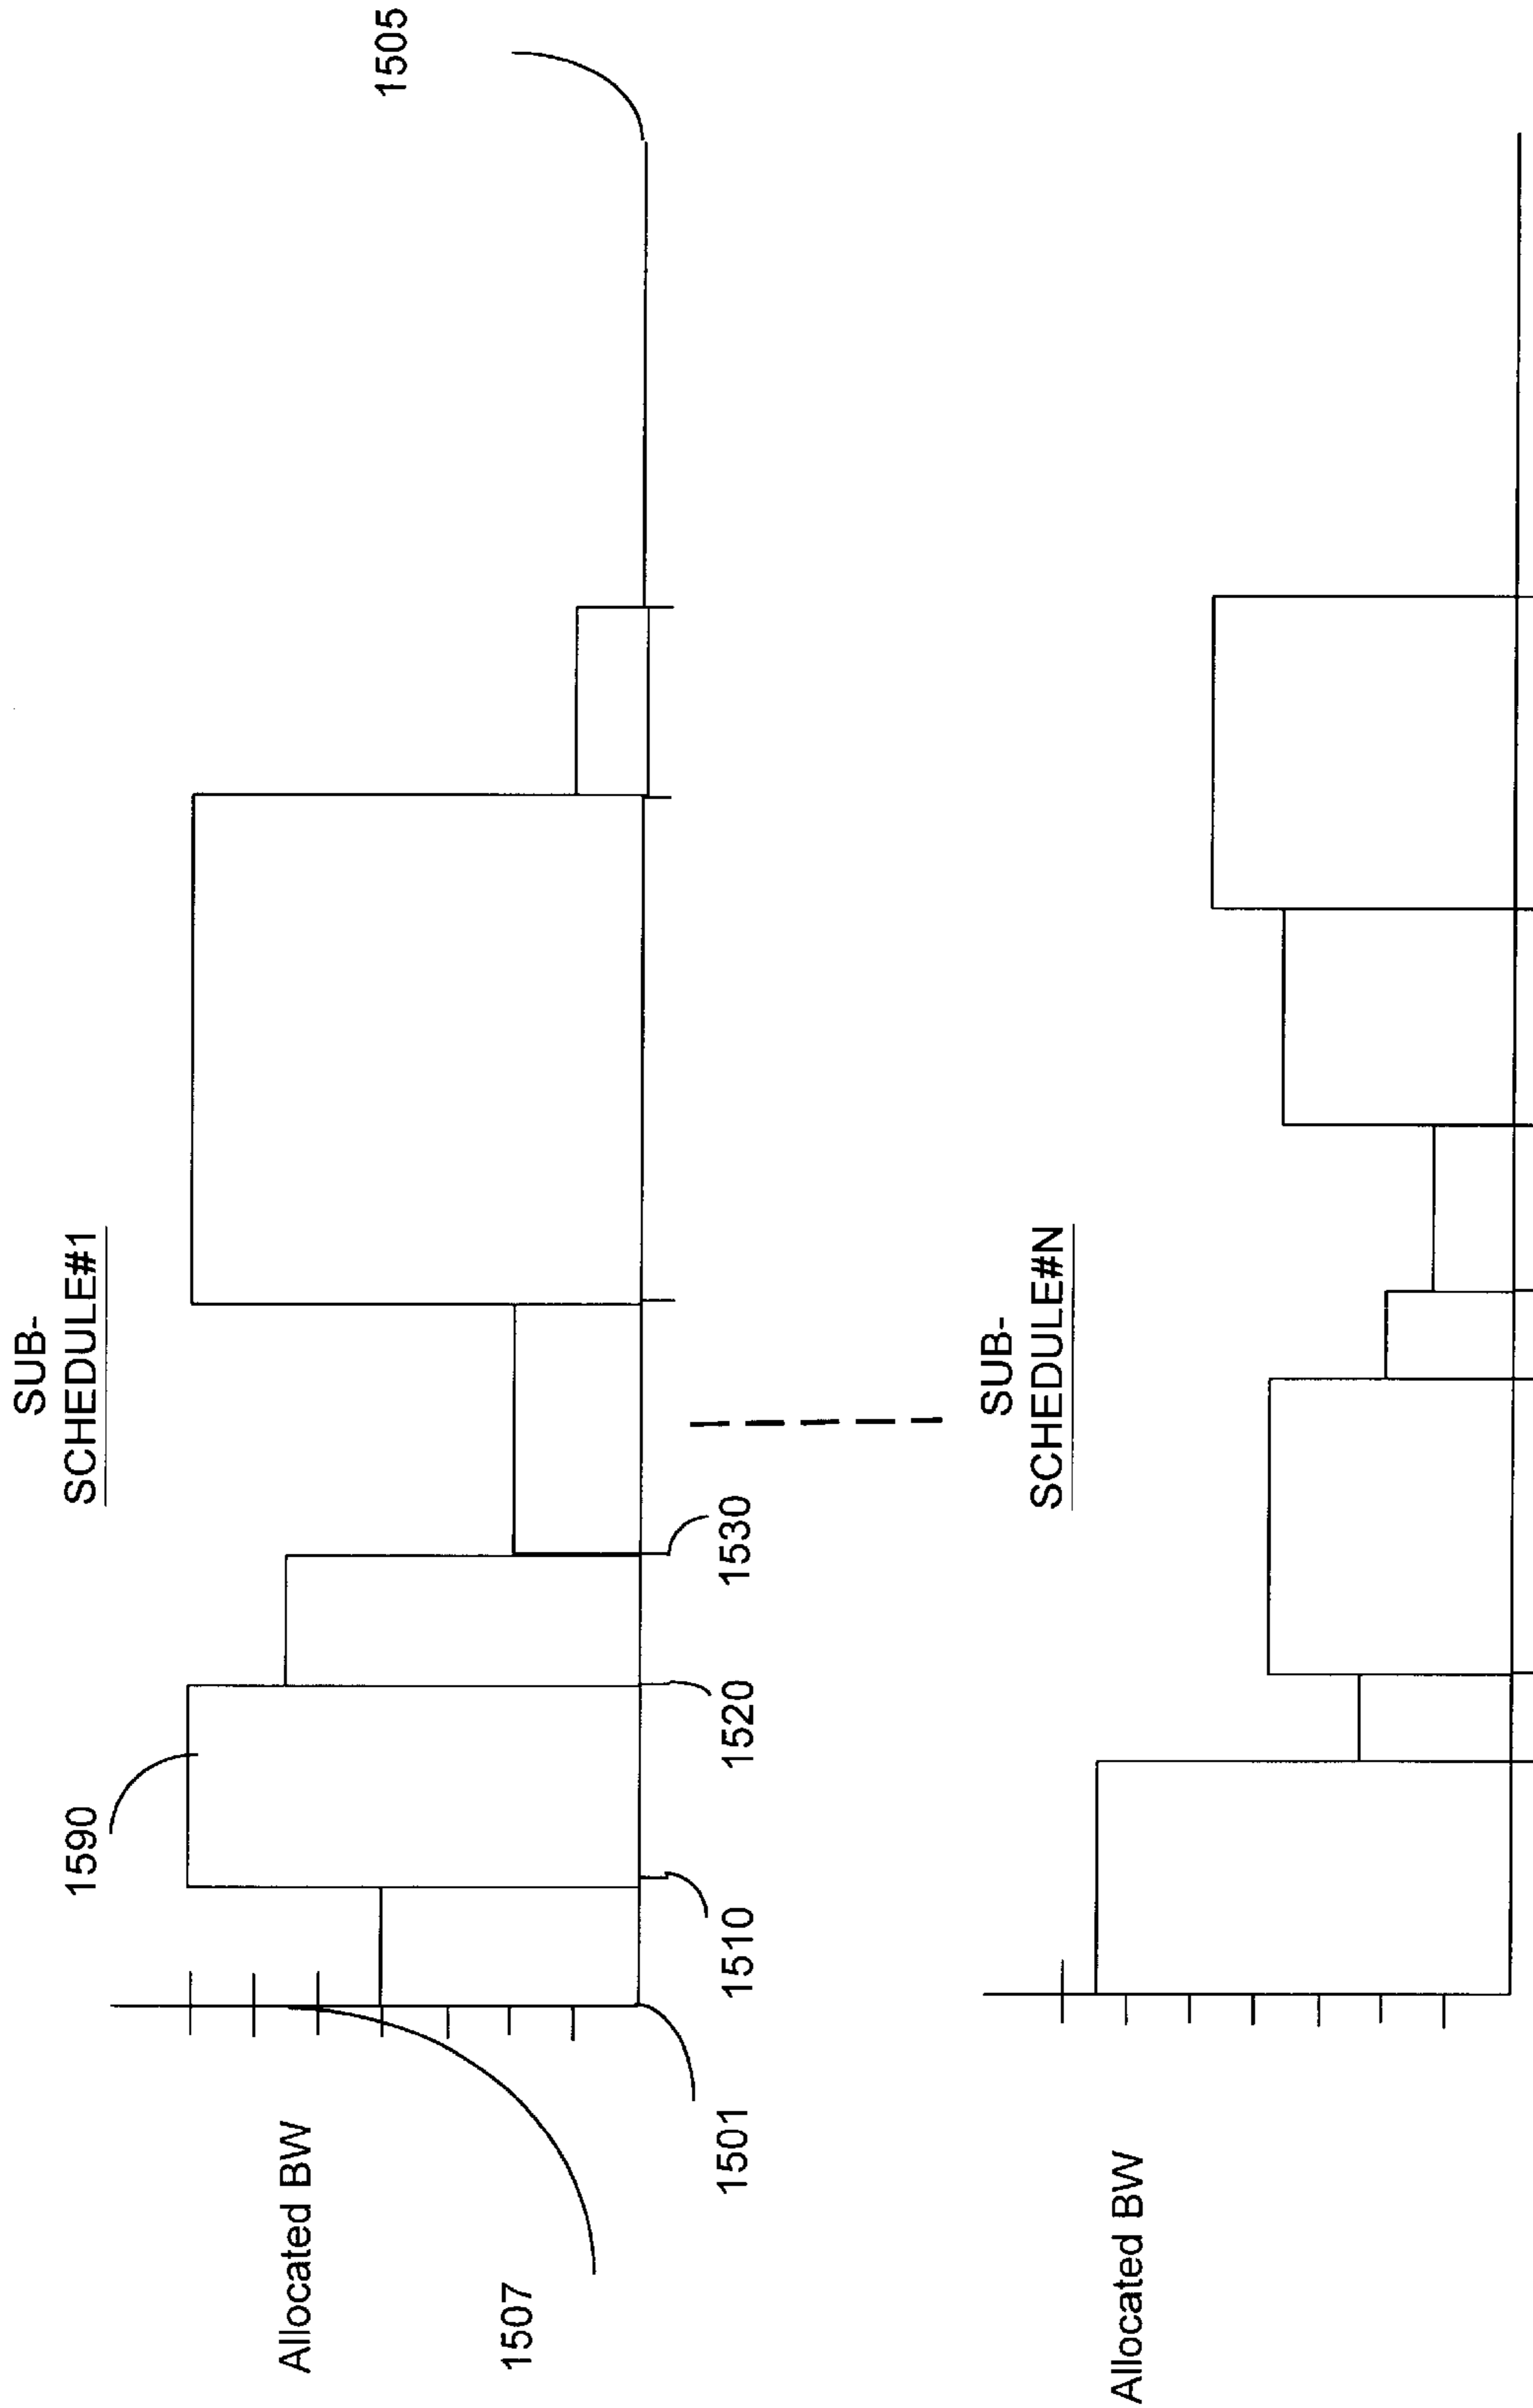 SUB-
SCHEDULE#1
1590
1505
Allocated BW
1507
1501
1510
1520
1530
SUB-
SCHEDULE#N
Allocated BW